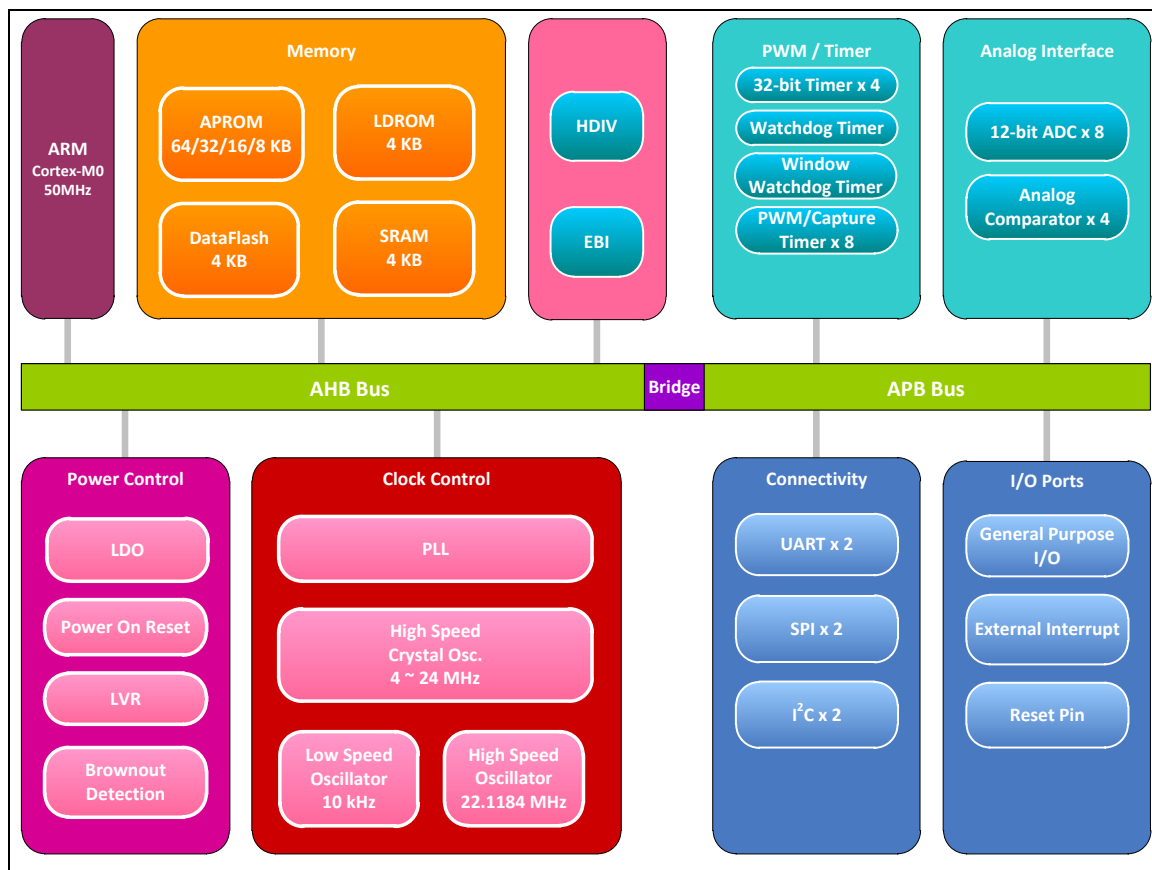 ARM
Cortex-M0
50MHz
Memory
APROM
64/32/16/8 KB
LDROM
4 KB
DataFlash
4 KB
SRAM
4 KB
HDIV
EBI
PWM / Timer
32-bit Timer x 4
Watchdog Timer
Window
Watchdog Timer
PWM/Capture
Timer x 8
Analog Interface
12-bit ADC x 8
Analog
Comparator x 4
AHB Bus
Bridge
APB Bus
Power Control
LDO
Power On Reset
LVR
Brownout
Detection
Clock Control
PLL
High Speed
Crystal Osc.
4 ~ 24 MHz
Low Speed
Oscillator
10 kHz
High Speed
Oscillator
22.1184 MHz
Connectivity
UART x 2
SPI x 2
I²C x 2
I/O Ports
General Purpose
I/O
External Interrupt
Reset Pin